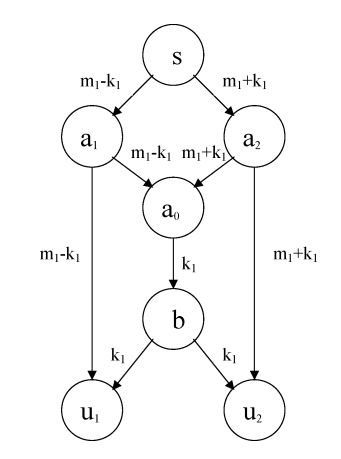 s
m₁-k₁ m₁+k₁
a₁ a₂
m₁-k₁ m₁+k₁
a₀
m₁-k₁ k₁ m₁+k₁
b
k₁ k₁
u₁ u₂